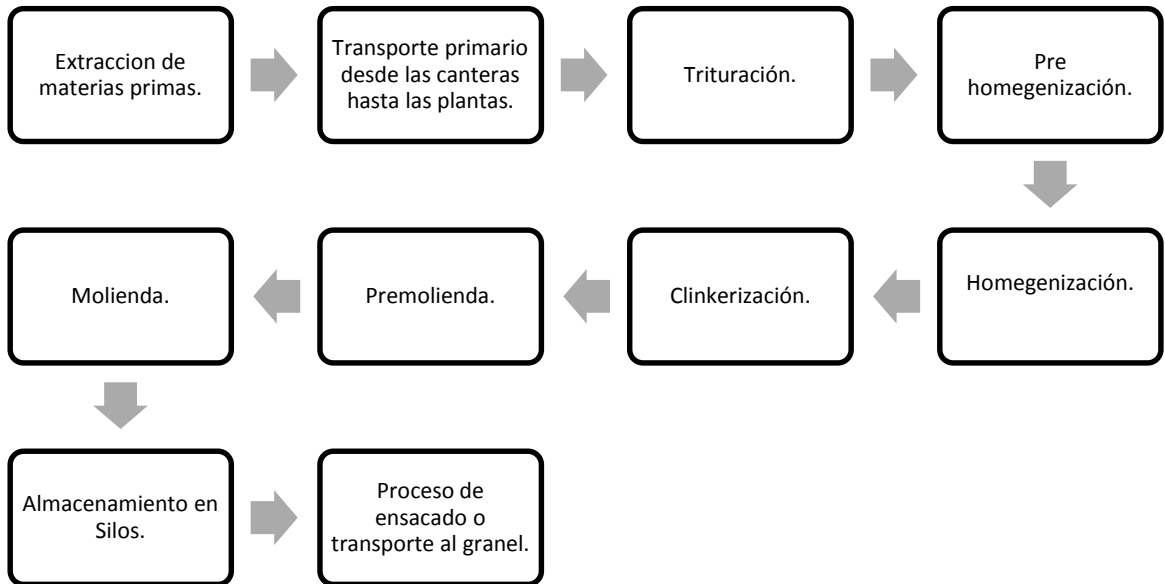 Extraccion de
materias primas.
Transporte primario
desde las canteras
hasta las plantas.
Trituración.
Pre
homegenización.
Homegenización.
Clinkerización.
Premolienda.
Molienda.
Almacenamiento en
Silos.
Proceso de
ensacado o
transporte al granel.